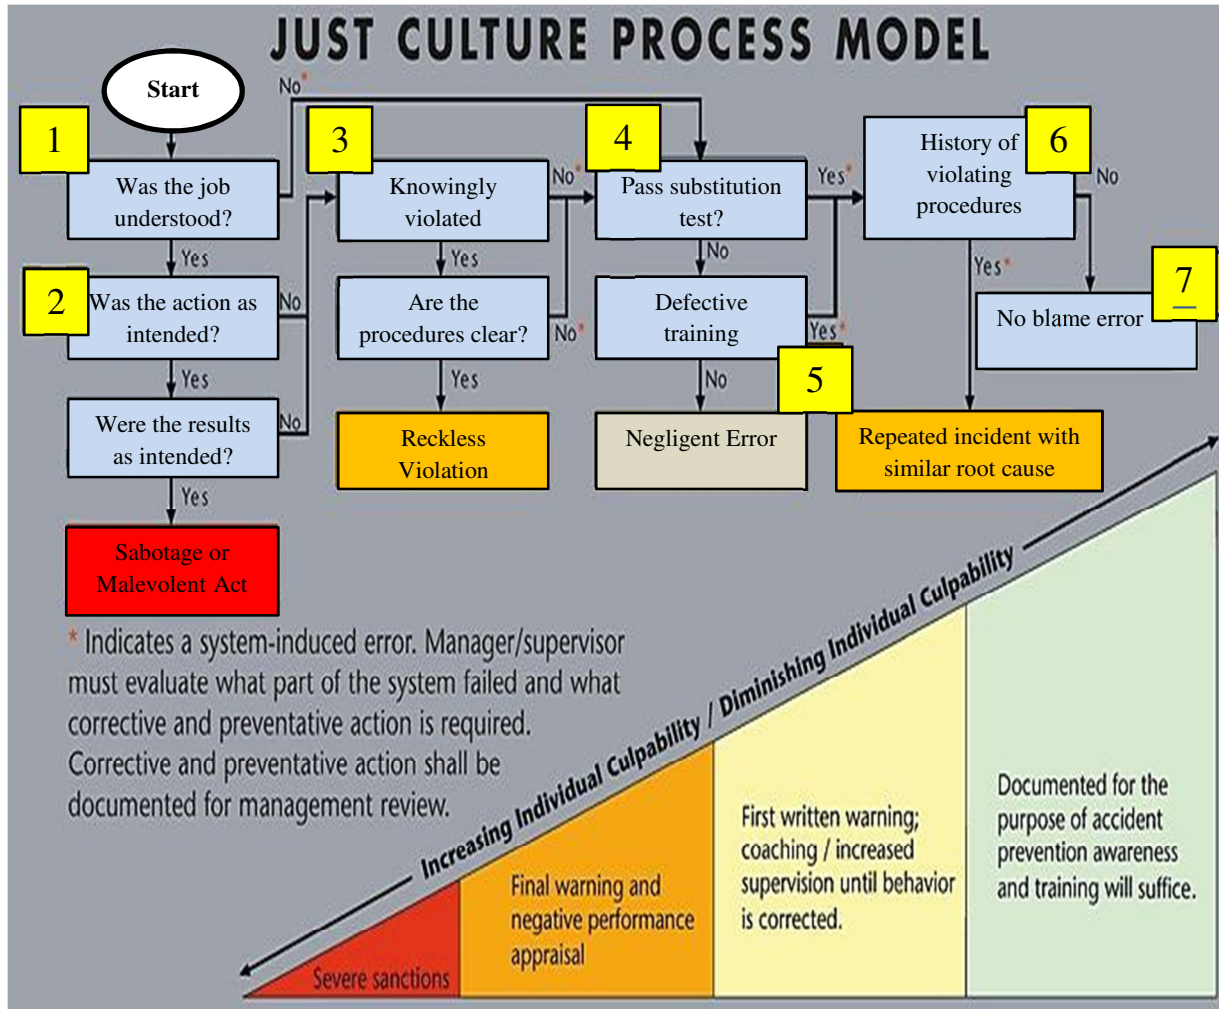 JUST CULTURE PROCESS MODEL
Start
No*
1
Was the job
understood?
Yes
2
Was the action as
intended?
No
Yes
Were the results
as intended?
No
Yes
Sabotage or
Malevolent Act
3
Knowingly
violated
No*
Yes
Are the
procedures clear?
No*
Yes
Reckless
Violation
4
Pass substitution
test?
Yes*
No
Defective
training
Yes*
No
5
Negligent Error
6
History of
violating
procedures
No
Yes*
7
No blame error
Repeated incident with
similar root cause
* Indicates a system-induced error. Manager/supervisor
must evaluate what part of the system failed and what
corrective and preventative action is required.
Corrective and preventative action shall be
documented for management review.
Increasing Individual Culpability / Diminishing Individual Culpability
Severe sanctions
Final warning and
negative performance
appraisal
First written warning;
coaching / increased
supervision until behavior
is corrected.
Documented for the
purpose of accident
prevention awareness
and training will suffice.